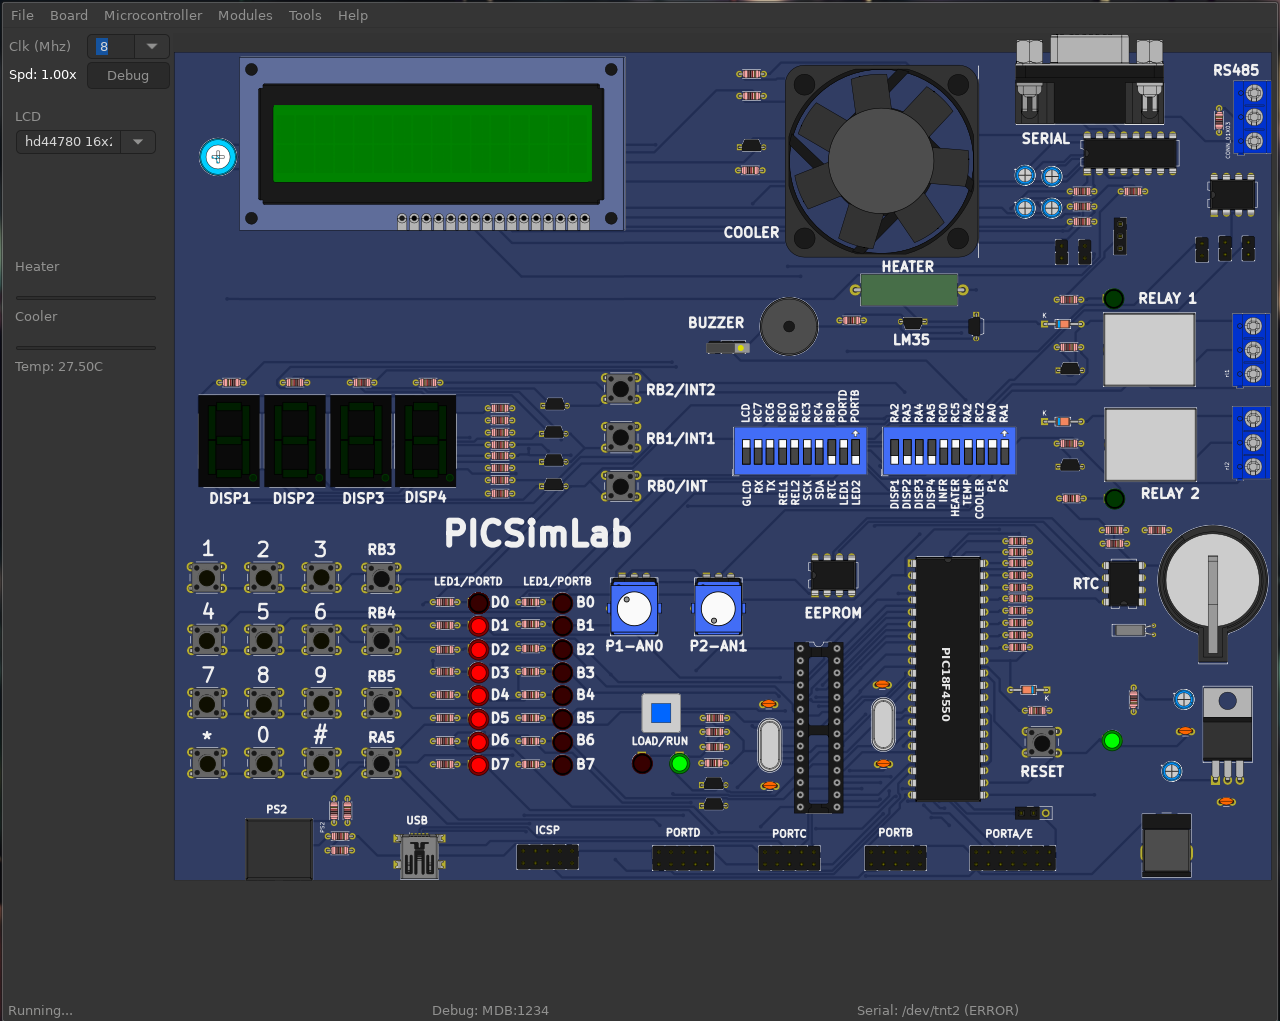 File Board Microcontroller Modules Tools Help
Clk (Mhz) 8
Spd: 1.00x Debug
LCD
hd44780 16x2
Heater
Cooler
Temp: 27.50C
RS485
SERIAL
CONN_01X03
COOLER
HEATER
RELAY 1
BUZZER
K
LM35
rl1
RB2/INT2
RB1/INT1
RB0/INT
LCD RC7 RC6 RC0 RE0 RC3 RC4 RB0 PORTD PORTB
GLCD RX TX REL1 REL2 SCK SDA RTC LED1 LED2
RA2 RA3 RA4 RA5 RC0 RC5 RA2 RC2 RA0 RA1
DISP1 DISP2 DISP3 DISP4 INFR HEATER TEMP COOLER P1 P2
K
rl2
RELAY 2
DISP1 DISP2 DISP3 DISP4
PICSimLab
1 2 3 RB3
4 5 6 RB4
7 8 9 RB5
* 0 # RA5
LED1/PORTD LED1/PORTB
D0 B0
D1 B1
D2 B2
D3 B3
D4 B4
D5 B5
D6 B6
D7 B7
P1-AN0 P2-AN1
EEPROM
RTC
PIC18F4550
LOAD/RUN
K
RESET
PS2
PS2
USB
ICSP
PORTD
PORTC
PORTB
PORTA/E
Running... Debug: MDB:1234 Serial: /dev/tnt2 (ERROR)